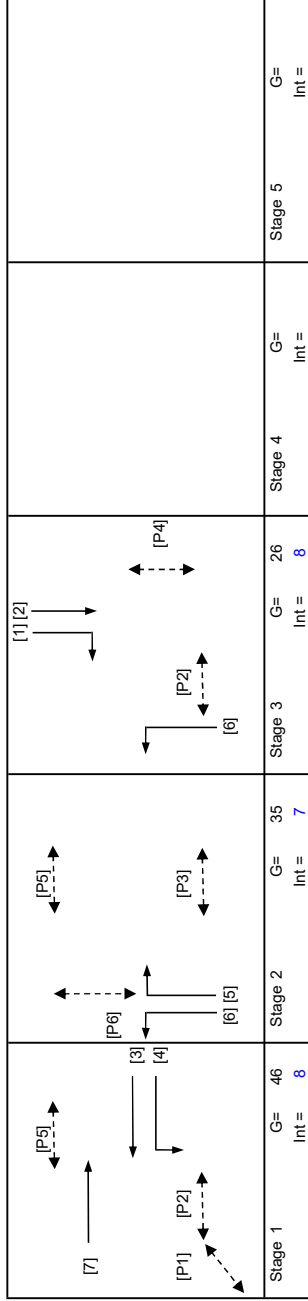 [7]
[P5]
[3]
[4]
[P1]
[P2]
Stage 1 G= 46
Int = 8
[P5]
[P6]
[P3]
[6] [5]
Stage 2 G= 35
Int = 7
[1] [2]
[P4]
[P2]
[6]
Stage 3 G= 26
Int = 8
Stage 4 G=
Int =
Stage 5 G=
Int =